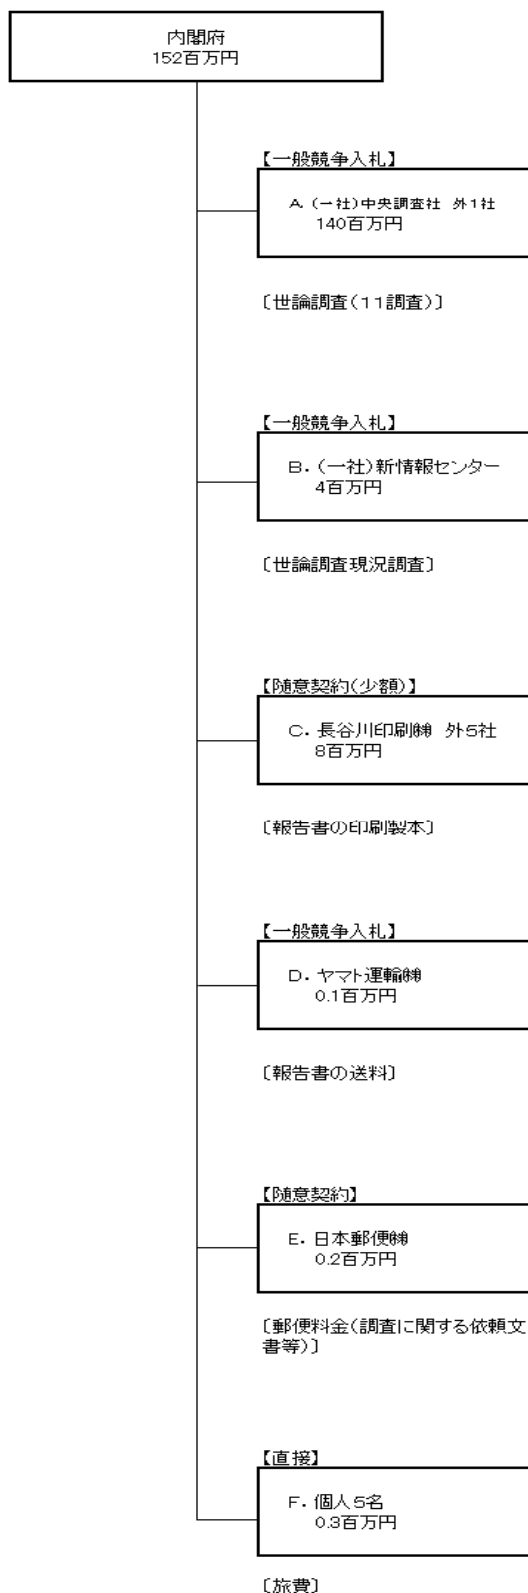 内閣府
152百万円
【一般競争入札】
A.（一社）中央調査社　外1社
140百万円
〔世論調査（11調査）〕
【一般競争入札】
B.（一社）新情報センター
4百万円
〔世論調査現況調査〕
【随意契約（少額）】
C.長谷川印刷㈱　外5社
8百万円
〔報告書の印刷製本〕
【一般競争入札】
D.ヤマト運輸㈱
0.1百万円
〔報告書の送料〕
【随意契約】
E.日本郵便㈱
0.2百万円
〔郵便料金（調査に関する依頼文
書等）〕
【直接】
F.個人5名
0.3百万円
〔旅費〕